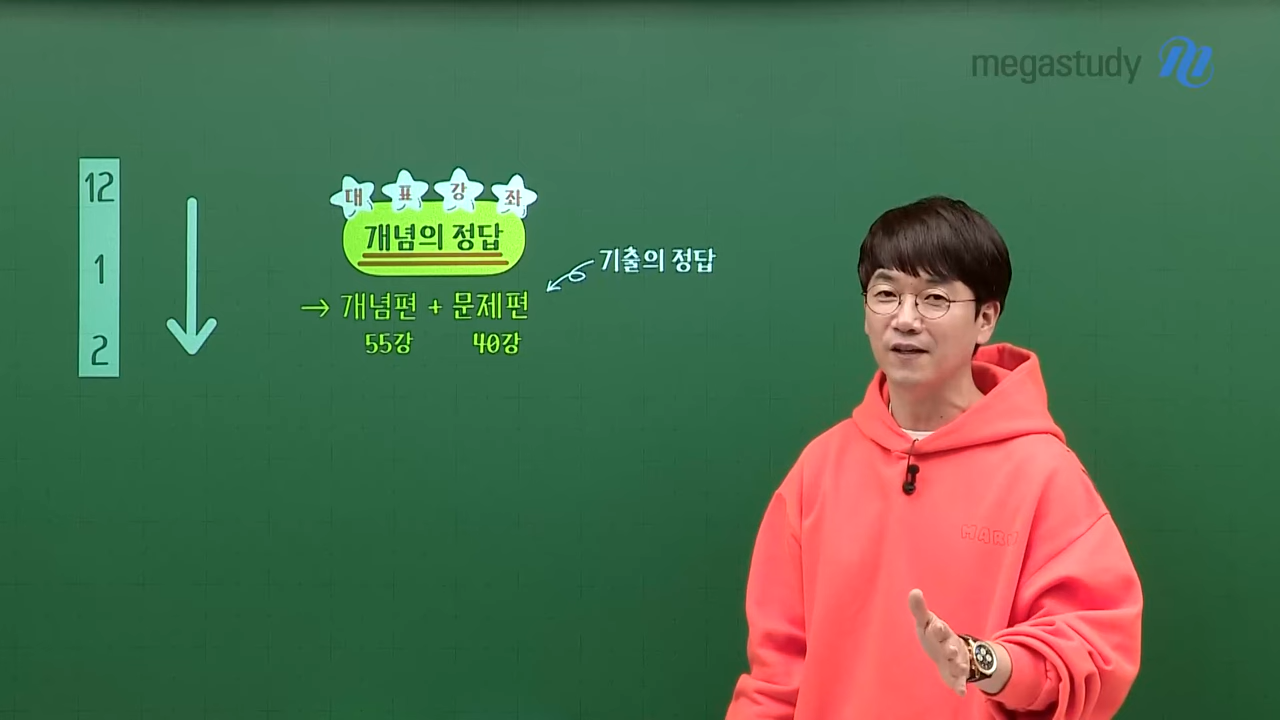 megastudy
12
1
2
대표강좌
개념의 정답
기출의 정답
→ 개념편 + 문제편
55강 40강